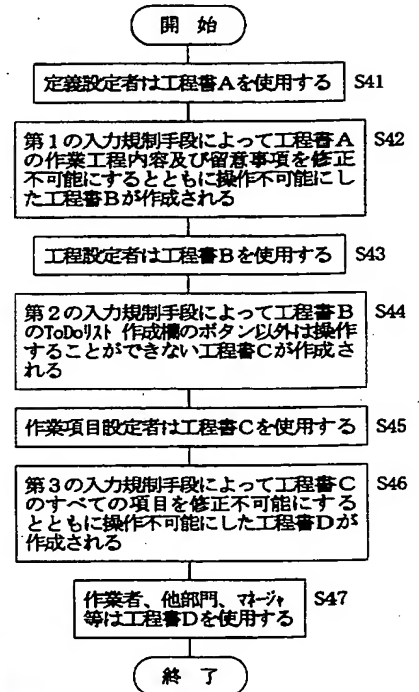 開 始
定義設定者は工程書Aを使用する S41
第1の入力規制手段によって工程書A S42
の作業工程内容及び留意事項を修正
不可能にするとともに操作不可能にし
た工程書Bが作成される
工程設定者は工程書Bを使用する S43
第2の入力規制手段によって工程書B S44
のToDoリスト 作成欄のボタン以外は操作
することができない工程書Cが作成さ
れる
作業項目設定者は工程書Cを使用する S45
第3の入力規制手段によって工程書C S46
のすべての項目を修正不可能にする
とともに操作不可能にした工程書Dが
作成される
作業者、他部門、マネージャ S47
等は工程書Dを使用する
終 了